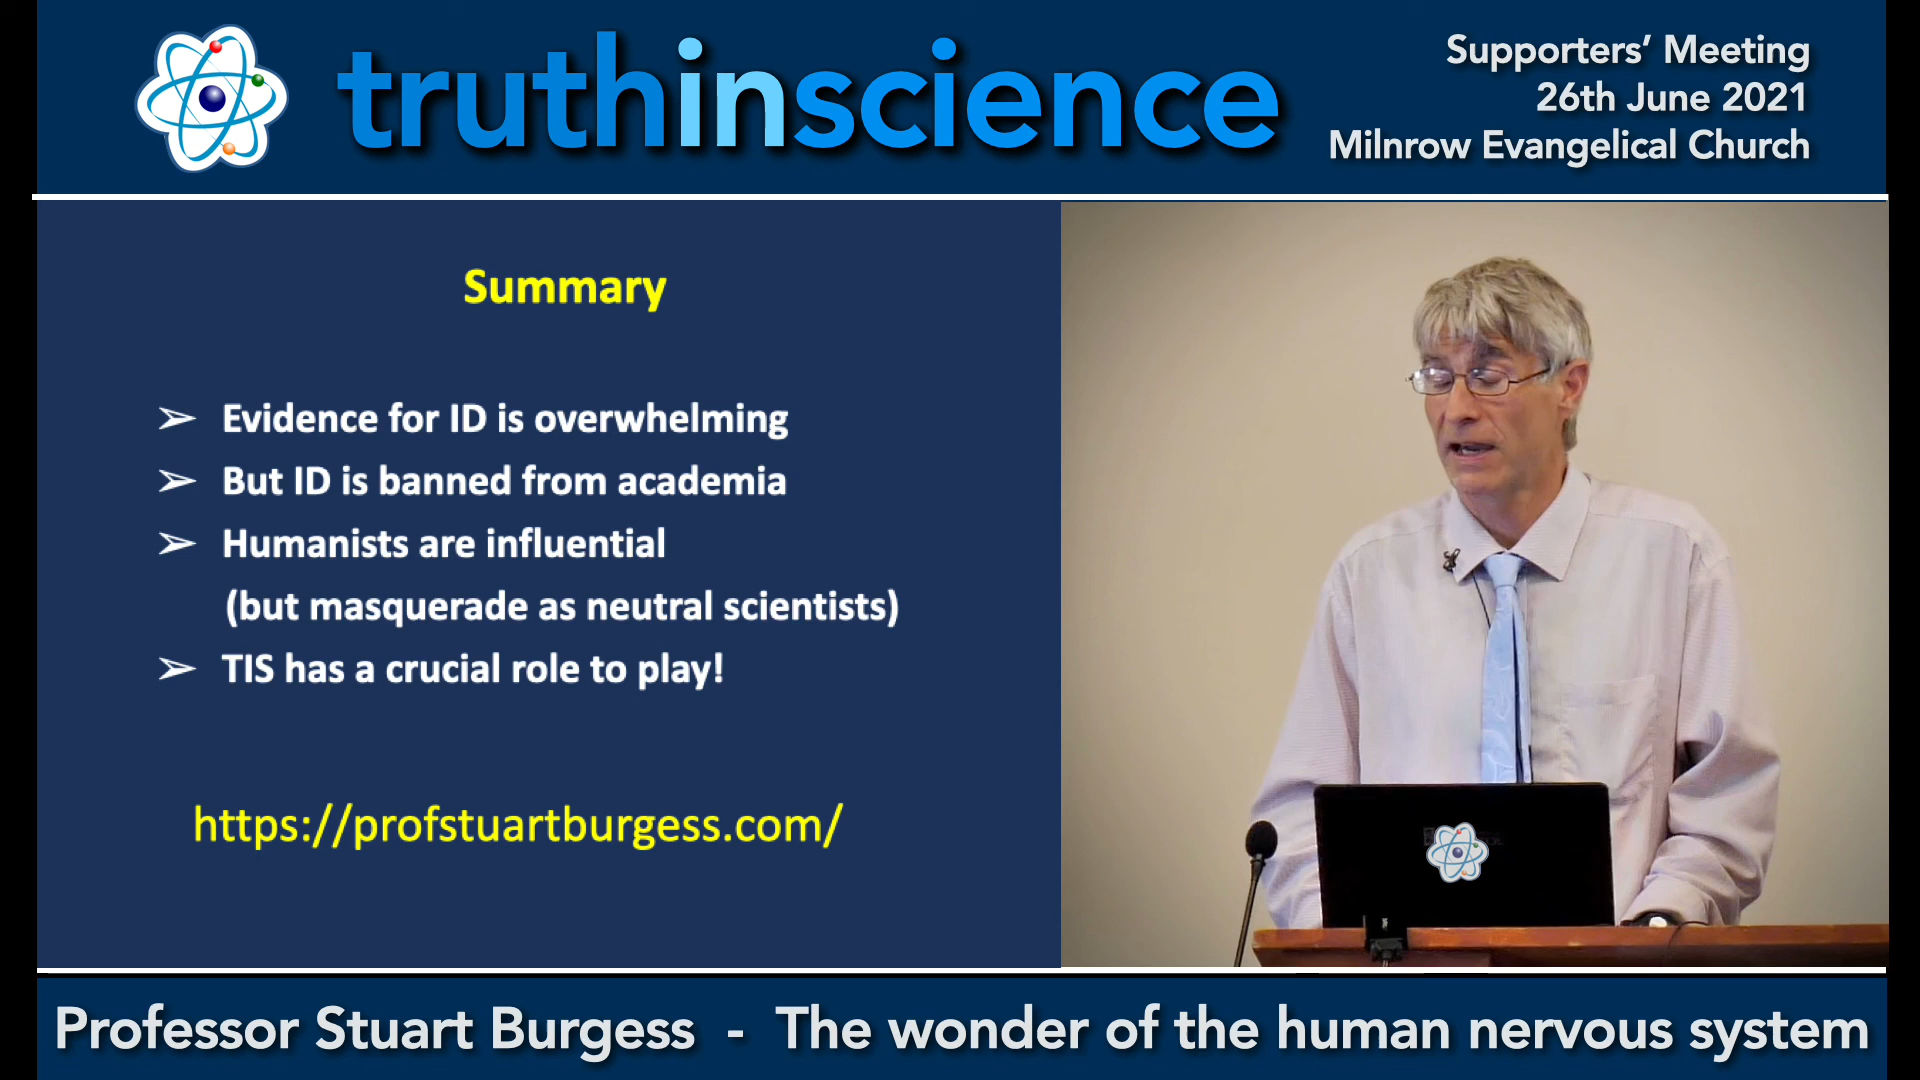 truthinscience
Supporters’ Meeting
26th June 2021
Milnrow Evangelical Church
Summary
➢ Evidence for ID is overwhelming
➢ But ID is banned from academia
➢ Humanists are influential
(but masquerade as neutral scientists)
➢ TIS has a crucial role to play!
https://profstuartburgess.com/
Professor Stuart Burgess - The wonder of the human nervous system